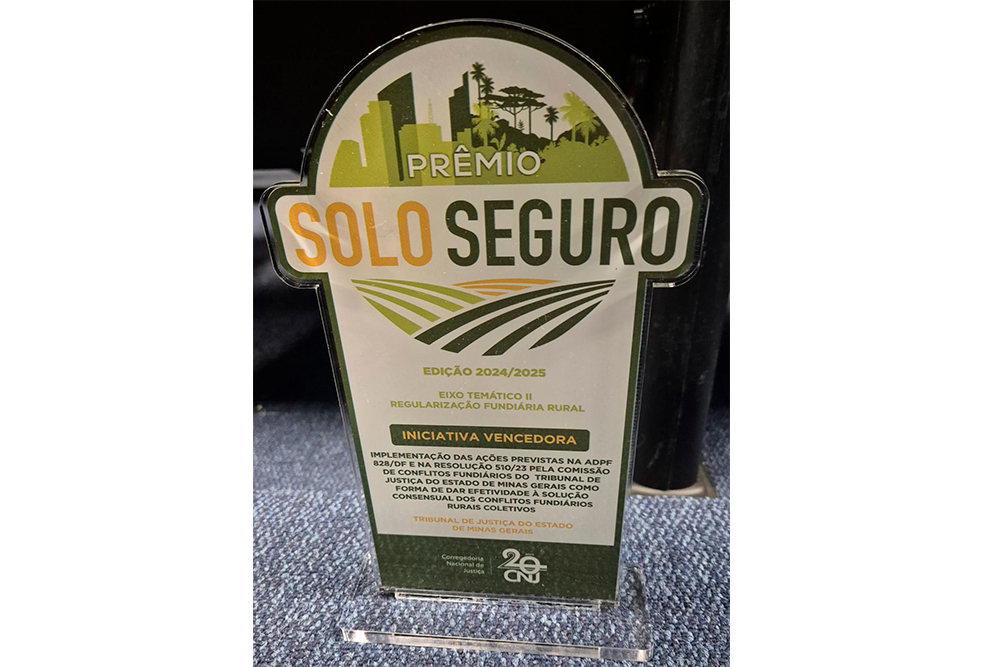 PRÊMIO
SOLO SEGURO
EDIÇÃO 2024/2025
EIXO TEMÁTICO II
REGULARIZAÇÃO FUNDIÁRIA RURAL
INICIATIVA VENCEDORA
IMPLEMENTAÇÃO DAS AÇÕES PREVISTAS NA ADPF
828/DF E NA RESOLUÇÃO 510/23 PELA COMISSÃO
DE CONFLITOS FUNDIÁRIOS DO TRIBUNAL DE
JUSTIÇA DO ESTADO DE MINAS GERAIS COMO
FORMA DE DAR EFETIVIDADE À SOLUÇÃO
CONSENSUAL DOS CONFLITOS FUNDIÁRIOS
RURAIS COLETIVOS
TRIBUNAL DE JUSTIÇA DO ESTADO
DE MINAS GERAIS
Corregedoria
Nacional de
Justiça
20
CNJ